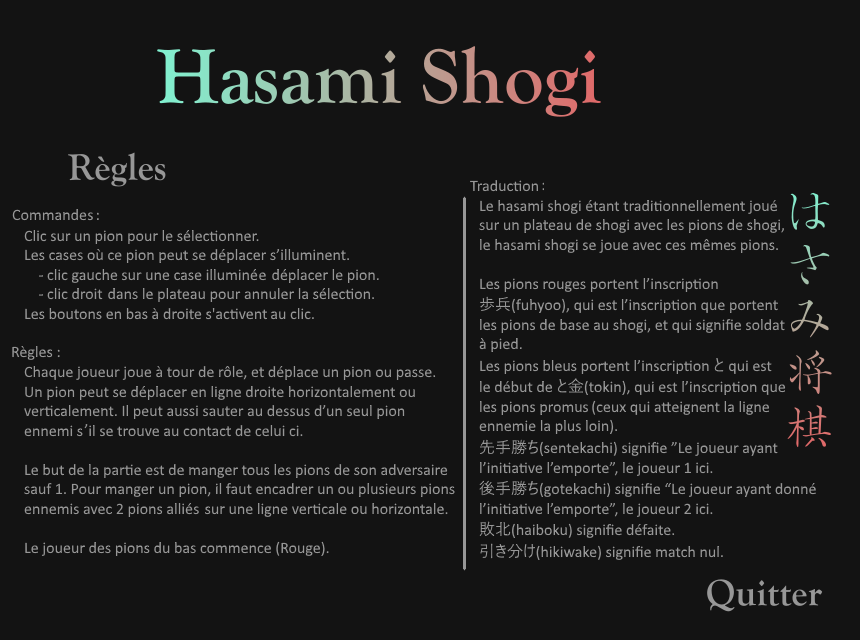 Hasami Shogi
Règles
Commandes :
Clic sur un pion pour le sélectionner.
Les cases où ce pion peut se déplacer s'illuminent.
- clic gauche sur une case illuminée déplacer le pion.
- clic droit dans le plateau pour annuler la sélection.
Les boutons en bas à droite s'activent au clic.
Règles :
Chaque joueur joue à tour de rôle, et déplace un pion ou passe.
Un pion peut se déplacer en ligne droite horizontalement ou
verticalement. Il peut aussi sauter au dessus d'un seul pion
ennemi s'il se trouve au contact de celui ci.
Le but de la partie est de manger tous les pions de son adversaire
sauf 1. Pour manger un pion, il faut encadrer un ou plusieurs pions
ennemis avec 2 pions alliés sur une ligne verticale ou horizontale.
Le joueur des pions du bas commence (Rouge).
Traduction :
Le hasami shogi étant traditionnellement joué
sur un plateau de shogi avec les pions de shogi,
le hasami shogi se joue avec ces mêmes pions.
Les pions rouges portent l'inscription
歩兵(fuhyoo), qui est l'inscription que portent
les pions de base au shogi, et qui signifie soldat
à pied.
Les pions bleus portent l'inscription と qui est
le début de と金(tokin), qui est l'inscription que
les pions promus (ceux qui atteignent la ligne
ennemie la plus loin).
先手勝ち(sentekachi) signifie "Le joueur ayant
l'initiative l'emporte", le joueur 1 ici.
後手勝ち(gotekachi) signifie "Le joueur ayant donné
l'initiative l'emporte", le joueur 2 ici.
敗北(haiboku) signifie défaite.
引き分け(hikiwake) signifie match nul.
はさみ将棋
Quitter